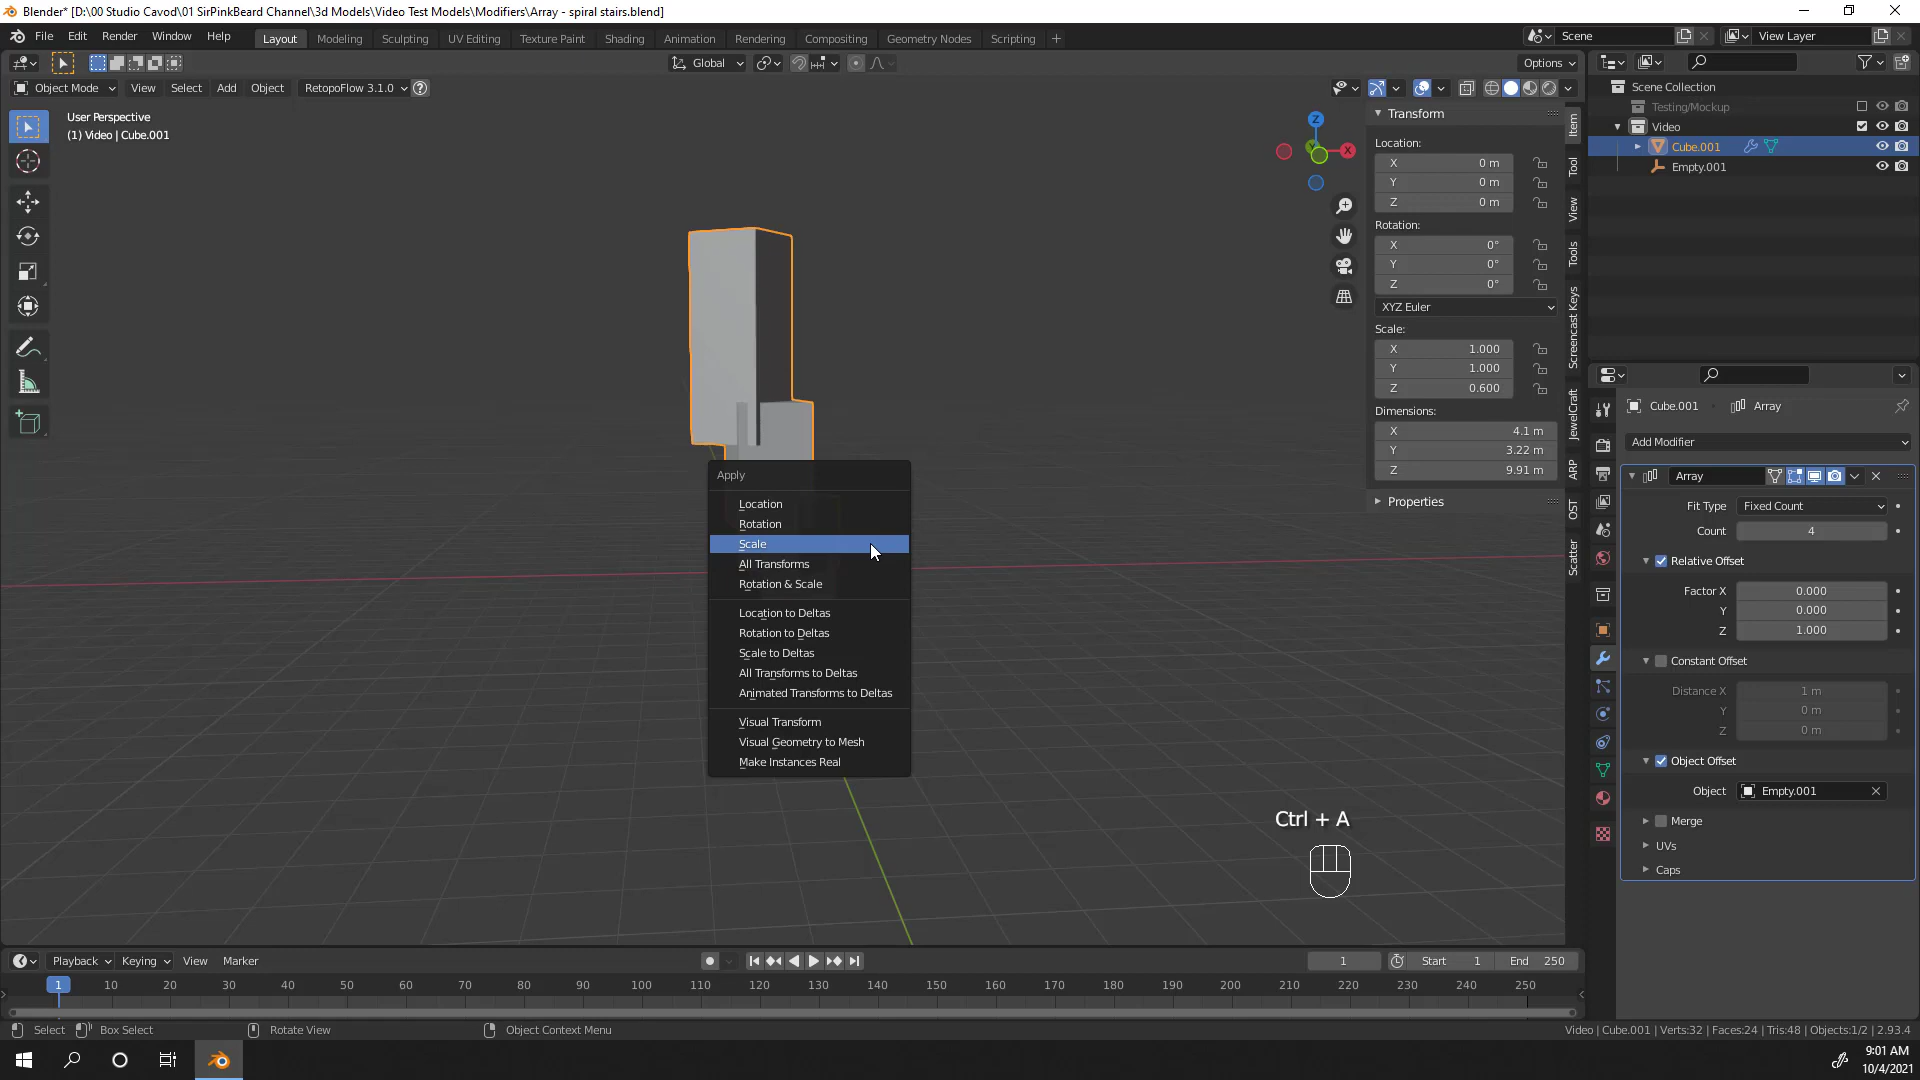 Blender* [D:\00 Studio Cavod\01 SirPinkBeard Channel\3d Models\Video Test Models\Modifiers\Array - spiral stairs.blend]
File Edit Render Window Help Layout Modeling Sculpting UV Editing Texture Paint Shading Animation Rendering Compositing Geometry Nodes Scripting + Scene View Layer
Global Options
Object Mode View Select Add Object RetopoFlow 3.1.0
User Perspective
(1) Video | Cube.001
Z
X
Y
Transform
Location:
X 0 m
Y 0 m
Z 0 m
Rotation:
X 0°
Y 0°
Z 0°
XYZ Euler
Scale:
X 1.000
Y 1.000
Z 0.600
Dimensions:
X 4.1 m
Y 3.22 m
Z 9.91 m
Properties
Item
Tool
View
Tools
Screencast Keys
JewelCraft
ARP
OST
Scatter
Scene Collection
Testing/Mockup
Video
Cube.001
Empty.001
Cube.001 Array
Add Modifier
Array
Fit Type Fixed Count
Count 4
Relative Offset
Factor X 0.000
Y 0.000
Z 1.000
Constant Offset
Distance X 1 m
Y 0 m
Z 0 m
Object Offset
Object Empty.001
Merge
UVs
Caps
Apply
Location
Rotation
Scale
All Transforms
Rotation & Scale
Location to Deltas
Rotation to Deltas
Scale to Deltas
All Transforms to Deltas
Animated Transforms to Deltas
Visual Transform
Visual Geometry to Mesh
Make Instances Real
Ctrl + A
Playback Keying View Marker 1 Start 1 End 250
1 10 20 30 40 50 60 70 80 90 100 110 120 130 140 150 160 170 180 190 200 210 220 230 240 250
Select Box Select Rotate View Object Context Menu Video | Cube.001 | Verts:32 | Faces:24 | Tris:48 | Objects:1/2 | 2.93.4
9:01 AM
10/4/2021